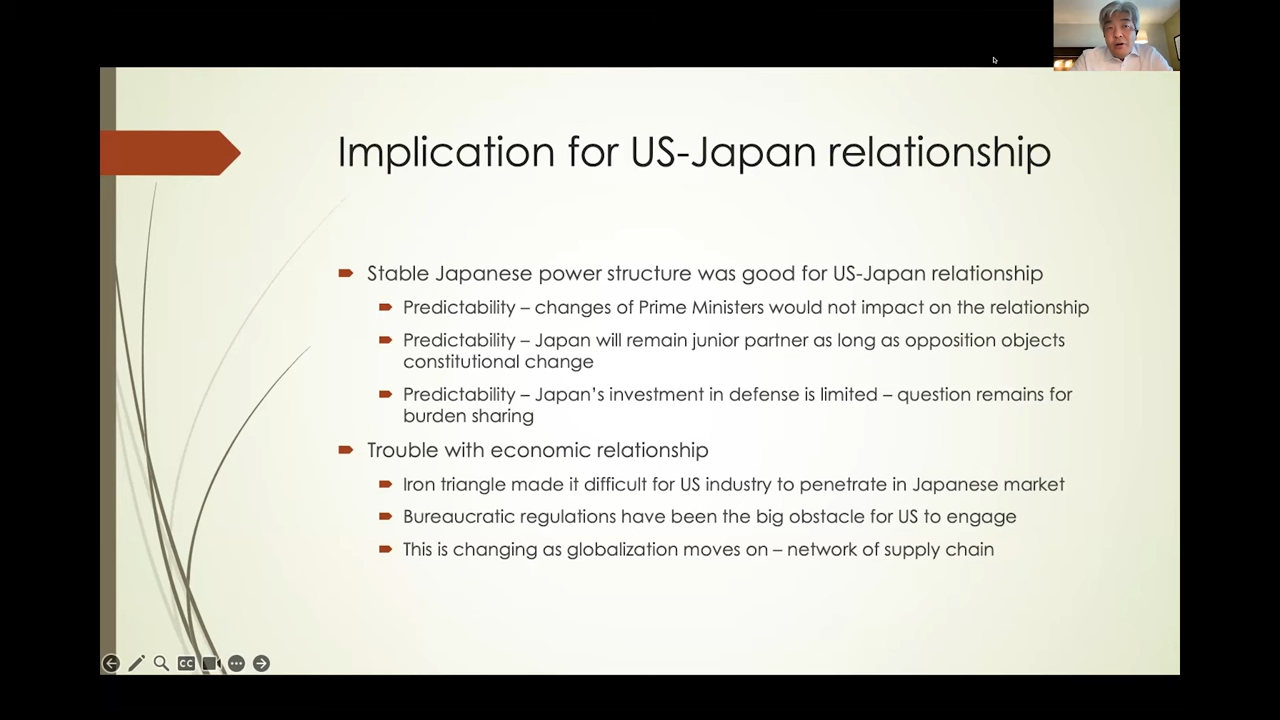 Implication for US-Japan relationship
Stable Japanese power structure was good for US-Japan relationship
Predictability – changes of Prime Ministers would not impact on the relationship
Predictability – Japan will remain junior partner as long as opposition objects
constitutional change
Predictability – Japan's investment in defense is limited – question remains for
burden sharing
Trouble with economic relationship
Iron triangle made it difficult for US industry to penetrate in Japanese market
Bureaucratic regulations have been the big obstacle for US to engage
This is changing as globalization moves on – network of supply chain
CC